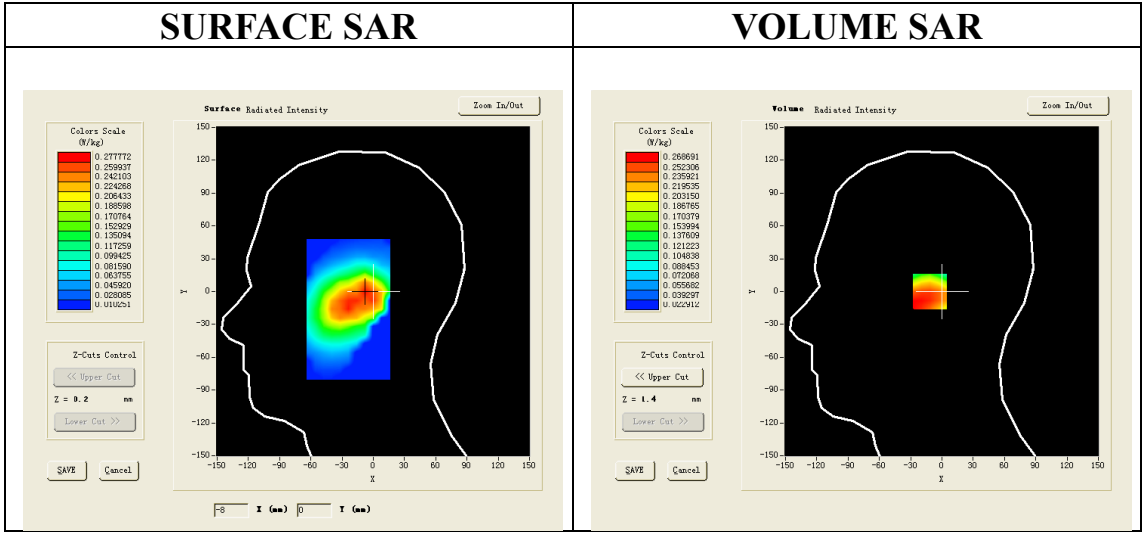 SURFACE SAR
VOLUME SAR
Surface Radiated Intensity
Zoom In/Out
Colors Scale
(W/kg)
0.277772
0.259937
0.242103
0.224268
0.206433
0.188598
0.170764
0.152929
0.135094
0.117259
0.099425
0.081590
0.063755
0.045920
0.028085
0.010251
150
120
90
60
30
0
-30
-60
-90
-120
-150
Y
-150 -120 -90 -60 -30 0 30 60 90 120 150
X
Z-Cuts Control
<< Upper Cut
Z = 0.2 mm
Lower Cut >>
SAVE Cancel
-8 X (mm) 0 Y (mm)
Volume Radiated Intensity
Zoom In/Out
Colors Scale
(W/kg)
0.268691
0.252306
0.235921
0.219535
0.203150
0.186765
0.170379
0.153994
0.137609
0.121223
0.104838
0.088453
0.072068
0.055682
0.039297
0.022912
150
120
90
60
30
0
-30
-60
-90
-120
-150
Y
-150 -120 -90 -60 -30 0 30 60 90 120 150
X
Z-Cuts Control
<< Upper Cut
Z = 1.4 mm
Lower Cut >>
SAVE Cancel